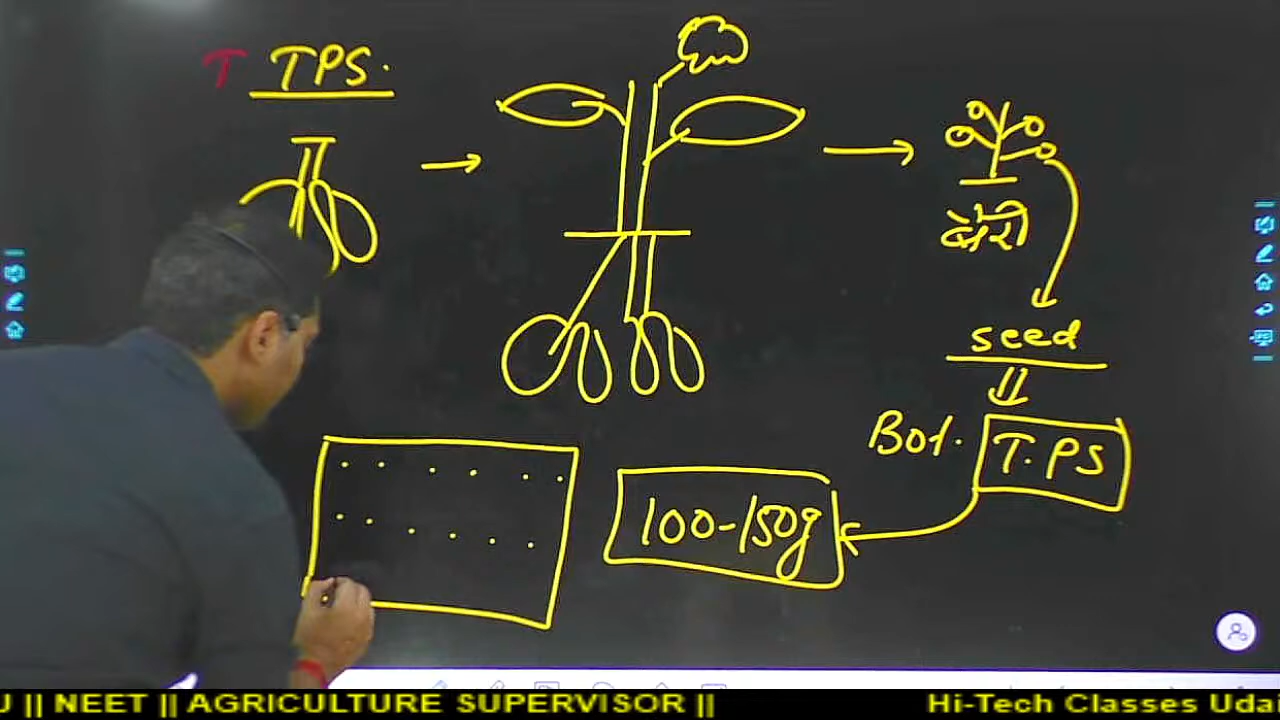 T TPS.
बेरी
seed
Bot. T.PS
100-150g
J || NEET || AGRICULTURE SUPERVISOR || Hi-Tech Classes Udai